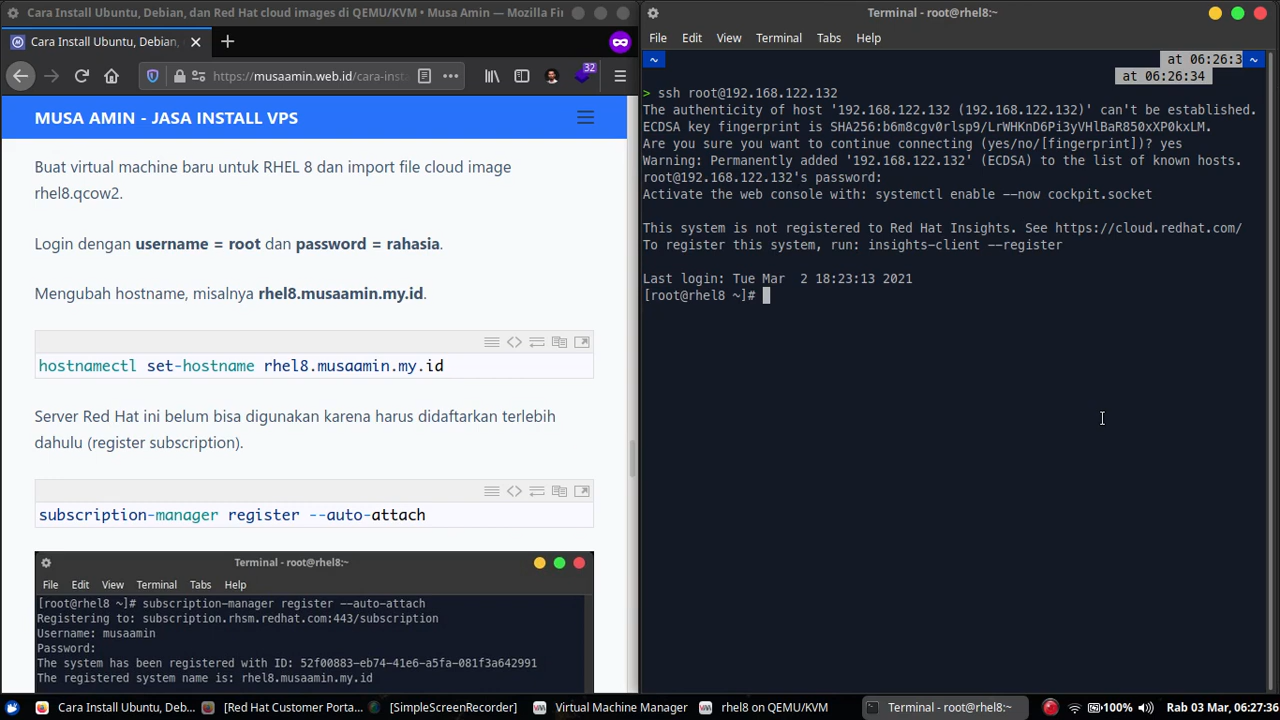 Cara Install Ubuntu, Debian, dan Red Hat cloud images di QEMU/KVM • Musa Amin — Mozilla Fi
Cara Install Ubuntu, Debian,
32
https://musaamin.web.id/cara-inst
MUSA AMIN - JASA INSTALL VPS
Buat virtual machine baru untuk RHEL 8 dan import file cloud image
rhel8.qcow2.
Login dengan username = root dan password = rahasia.
Mengubah hostname, misalnya rhel8.musaamin.my.id.
hostnamectl set-hostname rhel8.musaamin.my.id
Server Red Hat ini belum bisa digunakan karena harus didaftarkan terlebih
dahulu (register subscription).
subscription-manager register --auto-attach
Terminal - root@rhel8:~
File Edit View Terminal Tabs Help
[root@rhel8 ~]# subscription-manager register --auto-attach
Registering to: subscription.rhsm.redhat.com:443/subscription
Username: musaamin
Password:
The system has been registered with ID: 52f00883-eb74-41e6-a5fa-081f3a642991
The registered system name is: rhel8.musaamin.my.id
Terminal - root@rhel8:~
File Edit View Terminal Tabs Help
~ at 06:26:3 ~
at 06:26:34
> ssh root@192.168.122.132
The authenticity of host '192.168.122.132 (192.168.122.132)' can't be established.
ECDSA key fingerprint is SHA256:b6m8cgv0rlsp9/LrWHKnD6Pi3yVHlBaR850xXP0kxLM.
Are you sure you want to continue connecting (yes/no/[fingerprint])? yes
Warning: Permanently added '192.168.122.132' (ECDSA) to the list of known hosts.
root@192.168.122.132's password:
Activate the web console with: systemctl enable --now cockpit.socket
This system is not registered to Red Hat Insights. See https://cloud.redhat.com/
To register this system, run: insights-client --register
Last login: Tue Mar  2 18:23:13 2021
[root@rhel8 ~]#
Cara Install Ubuntu, Deb... [Red Hat Customer Porta... [SimpleScreenRecorder] Virtual Machine Manager rhel8 on QEMU/KVM Terminal - root@rhel8:~ 100% Rab 03 Mar, 06:27:36